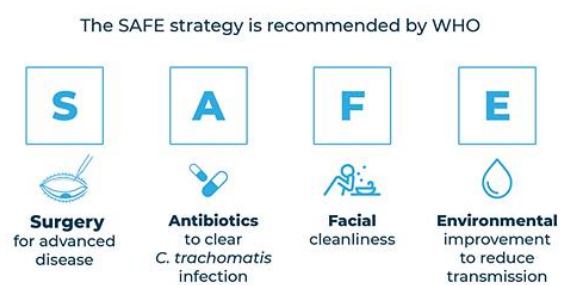 The SAFE strategy is recommended by WHO
S
A
F
E
Surgery
for advanced
disease
Antibiotics
to clear
C. trachomatis
infection
Facial
cleanliness
Environmental
improvement
to reduce
transmission